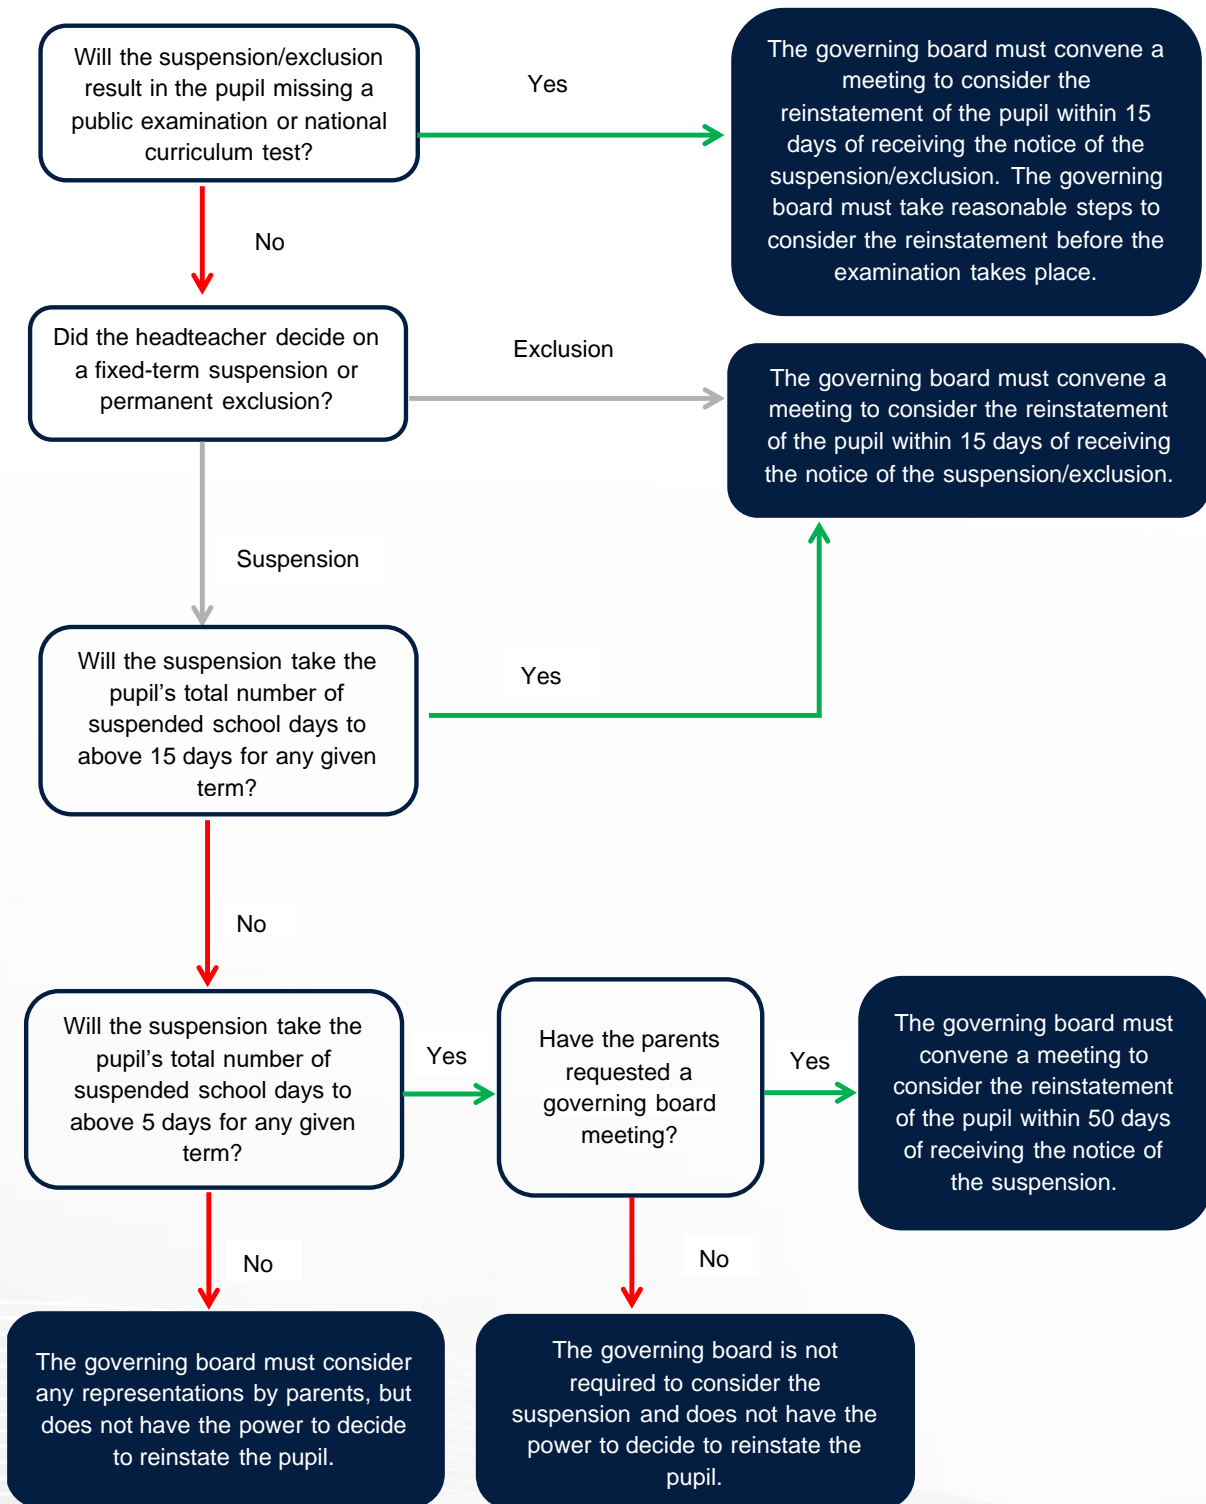 Will the suspension/exclusion
result in the pupil missing a
public examination or national
curriculum test?
Yes
The governing board must convene a
meeting to consider the
reinstatement of the pupil within 15
days of receiving the notice of the
suspension/exclusion. The governing
board must take reasonable steps to
consider the reinstatement before the
examination takes place.
No
Did the headteacher decide on
a fixed-term suspension or
permanent exclusion?
Exclusion
The governing board must convene a
meeting to consider the reinstatement
of the pupil within 15 days of receiving
the notice of the suspension/exclusion.
Suspension
Will the suspension take the
pupil’s total number of
suspended school days to
above 15 days for any given
term?
Yes
No
Will the suspension take the
pupil’s total number of
suspended school days to
above 5 days for any given
term?
Yes
Have the parents
requested a
governing board
meeting?
Yes
The governing board must
convene a meeting to
consider the reinstatement
of the pupil within 50 days
of receiving the notice of
the suspension.
No
No
The governing board must consider
any representations by parents, but
does not have the power to decide
to reinstate the pupil.
The governing board is not
required to consider the
suspension and does not have the
power to decide to reinstate the
pupil.